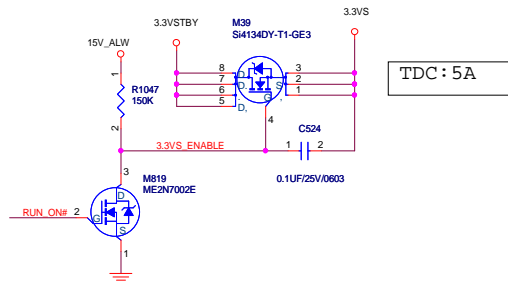 3.3VSTBY
M39
Si4134DY-T1-GE3
3.3VS
15V_ALW
TDC:5A
8 D, 3
7 D. S 2
6 . , 1
5 D,
G
4
1
R1047
150K
2
C524
3.3VS_ENABLE 1 2
0.1UF/25V/0603
3
M819
ME2N7002E
D
RUN_ON# 2 G
S
1